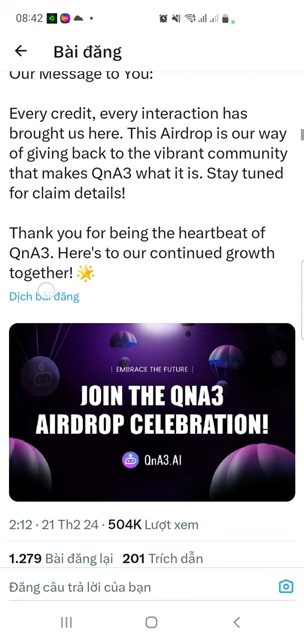 08:42
Bài đăng
Our Message to You:
Every credit, every interaction has
brought us here. This Airdrop is our way
of giving back to the vibrant community
that makes QnA3 what it is. Stay tuned
for claim details!
Thank you for being the heartbeat of
QnA3. Here's to our continued growth
together! 🌟
Dịch bài đăng
| EMBRACE THE FUTURE |
JOIN THE QNA3
AIRDROP CELEBRATION!
QnA3.AI
2:12 · 21 Th2 24 · 504K Lượt xem
1.279 Bài đăng lại 201 Trích dẫn
Đăng câu trả lời của bạn